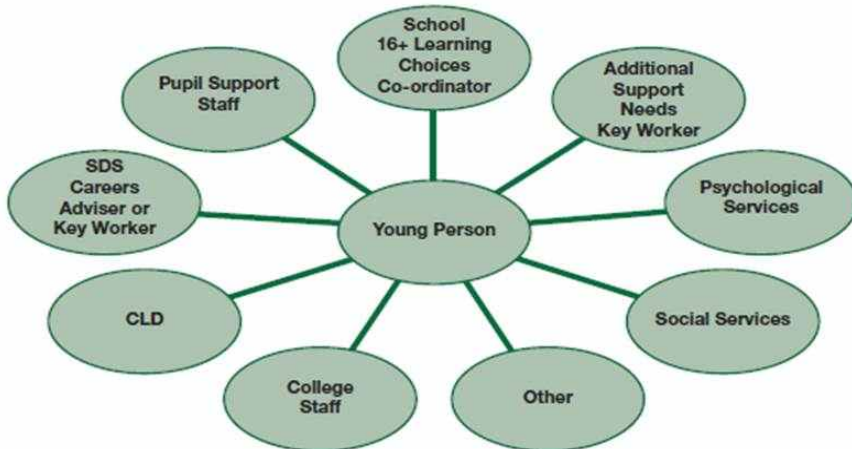 School
16+ Learning
Choices
Co-ordinator
Additional
Support
Needs
Key Worker
Psychological
Services
Social Services
Other
College
Staff
CLD
SDS
Careers
Adviser or
Key Worker
Pupil Support
Staff
Young Person